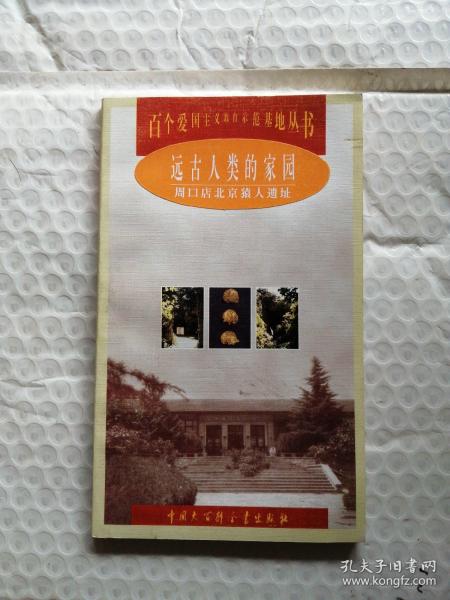 百个爱国主义教育示范基地丛书
远古人类的家园
周口店北京猿人遗址
中国大百科全书出版社
孔夫子旧书网
www.kongfz.com